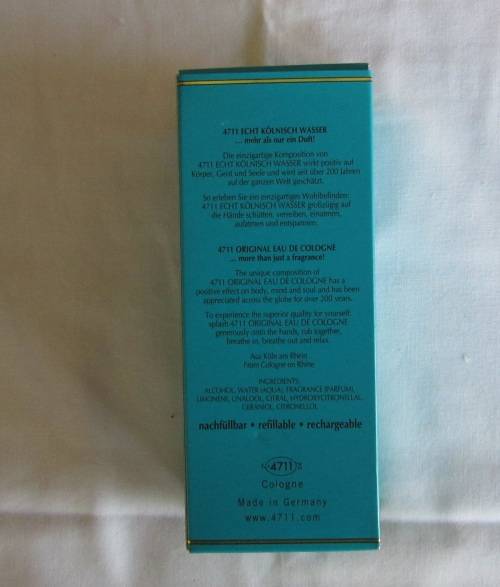 4711 ECHT KÖLNISCH WASSER
... mehr als nur ein Duft!
Die einzigartige Komposition von
4711 ECHT KÖLNISCH WASSER wirkt positiv auf
Körper, Geist und Seele und wird seit über 200 Jahren
auf der ganzen Welt geschätzt.
So erleben Sie ein einzigartiges Wohlbefinden:
4711 ECHT KÖLNISCH WASSER großzügig auf
die Hände schütten, verreiben, einatmen,
aufatmen und entspannen.
4711 ORIGINAL EAU DE COLOGNE
... more than just a fragrance!
The unique composition of
4711 ORIGINAL EAU DE COLOGNE has a
positive effect on body, mind and soul and has been
appreciated across the globe for over 200 years.
To experience the superior quality for yourself
splash 4711 ORIGINAL EAU DE COLOGNE
generously onto the hands, rub together,
breathe in, breathe out and relax.
Aus Köln am Rhein
From Cologne on Rhine
INGREDIENTS:
ALCOHOL, WATER (AQUA), FRAGRANCE (PARFUM),
LIMONENE, LINALOOL, CITRAL, HYDROXYCITRONELLAL,
GERANIOL, CITRONELLOL
nachfüllbar • refillable • rechargeable
Nº 4711
Cologne
Made in Germany
www.4711.com